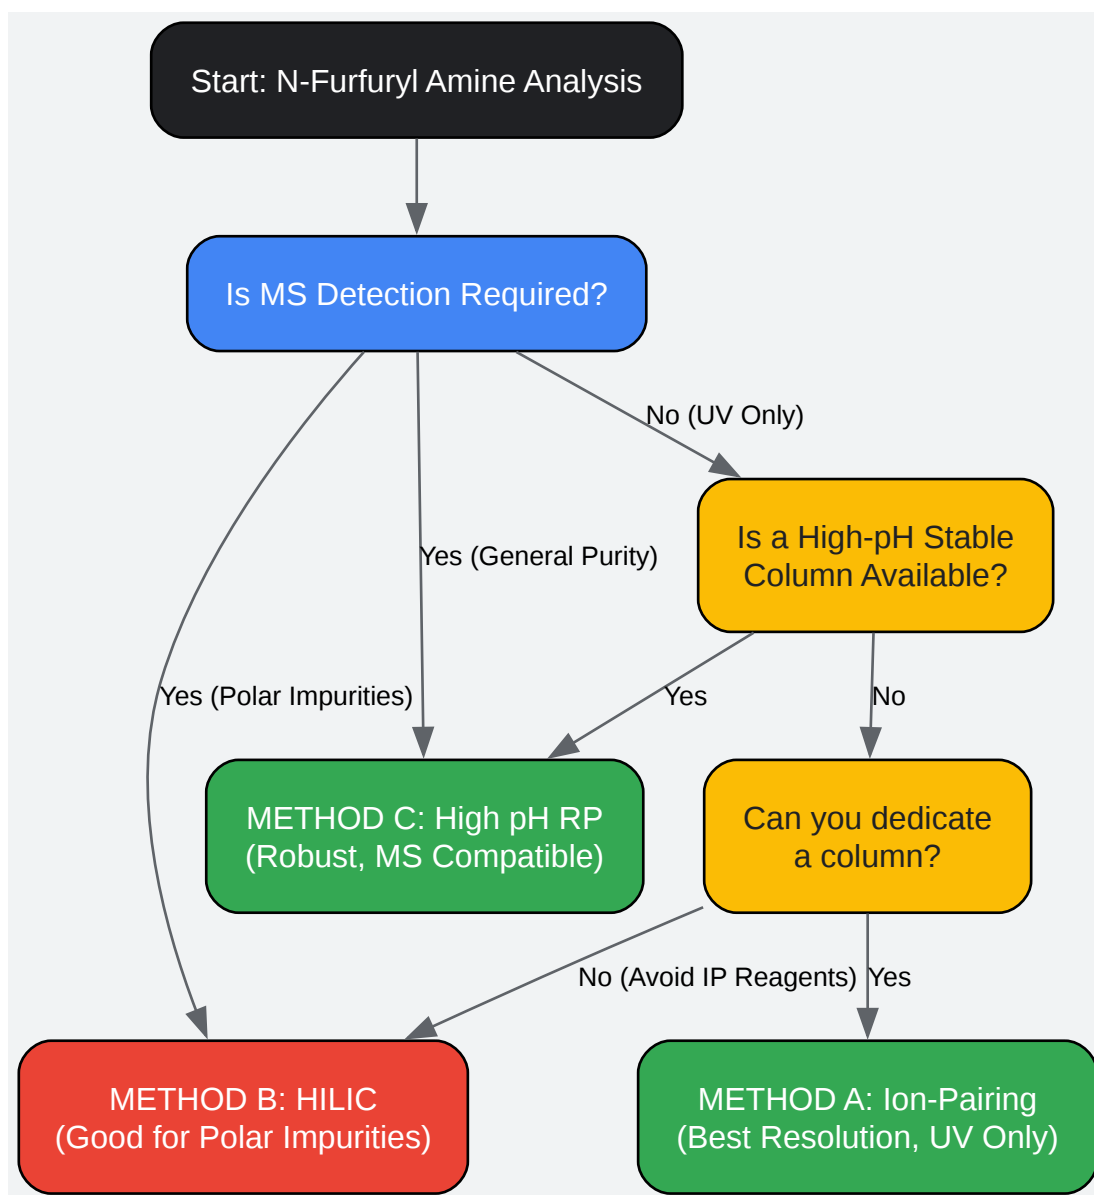 Start: N-Furfuryl Amine Analysis
Is MS Detection Required?
No (UV Only)
Is a High-pH Stable
Column Available?
Yes (General Purity)
Yes (Polar Impurities)
Yes
No
METHOD C: High pH RP
(Robust, MS Compatible)
Can you dedicate
a column?
No (Avoid IP Reagents)
Yes
METHOD B: HILIC
(Good for Polar Impurities)
METHOD A: Ion-Pairing
(Best Resolution, UV Only)